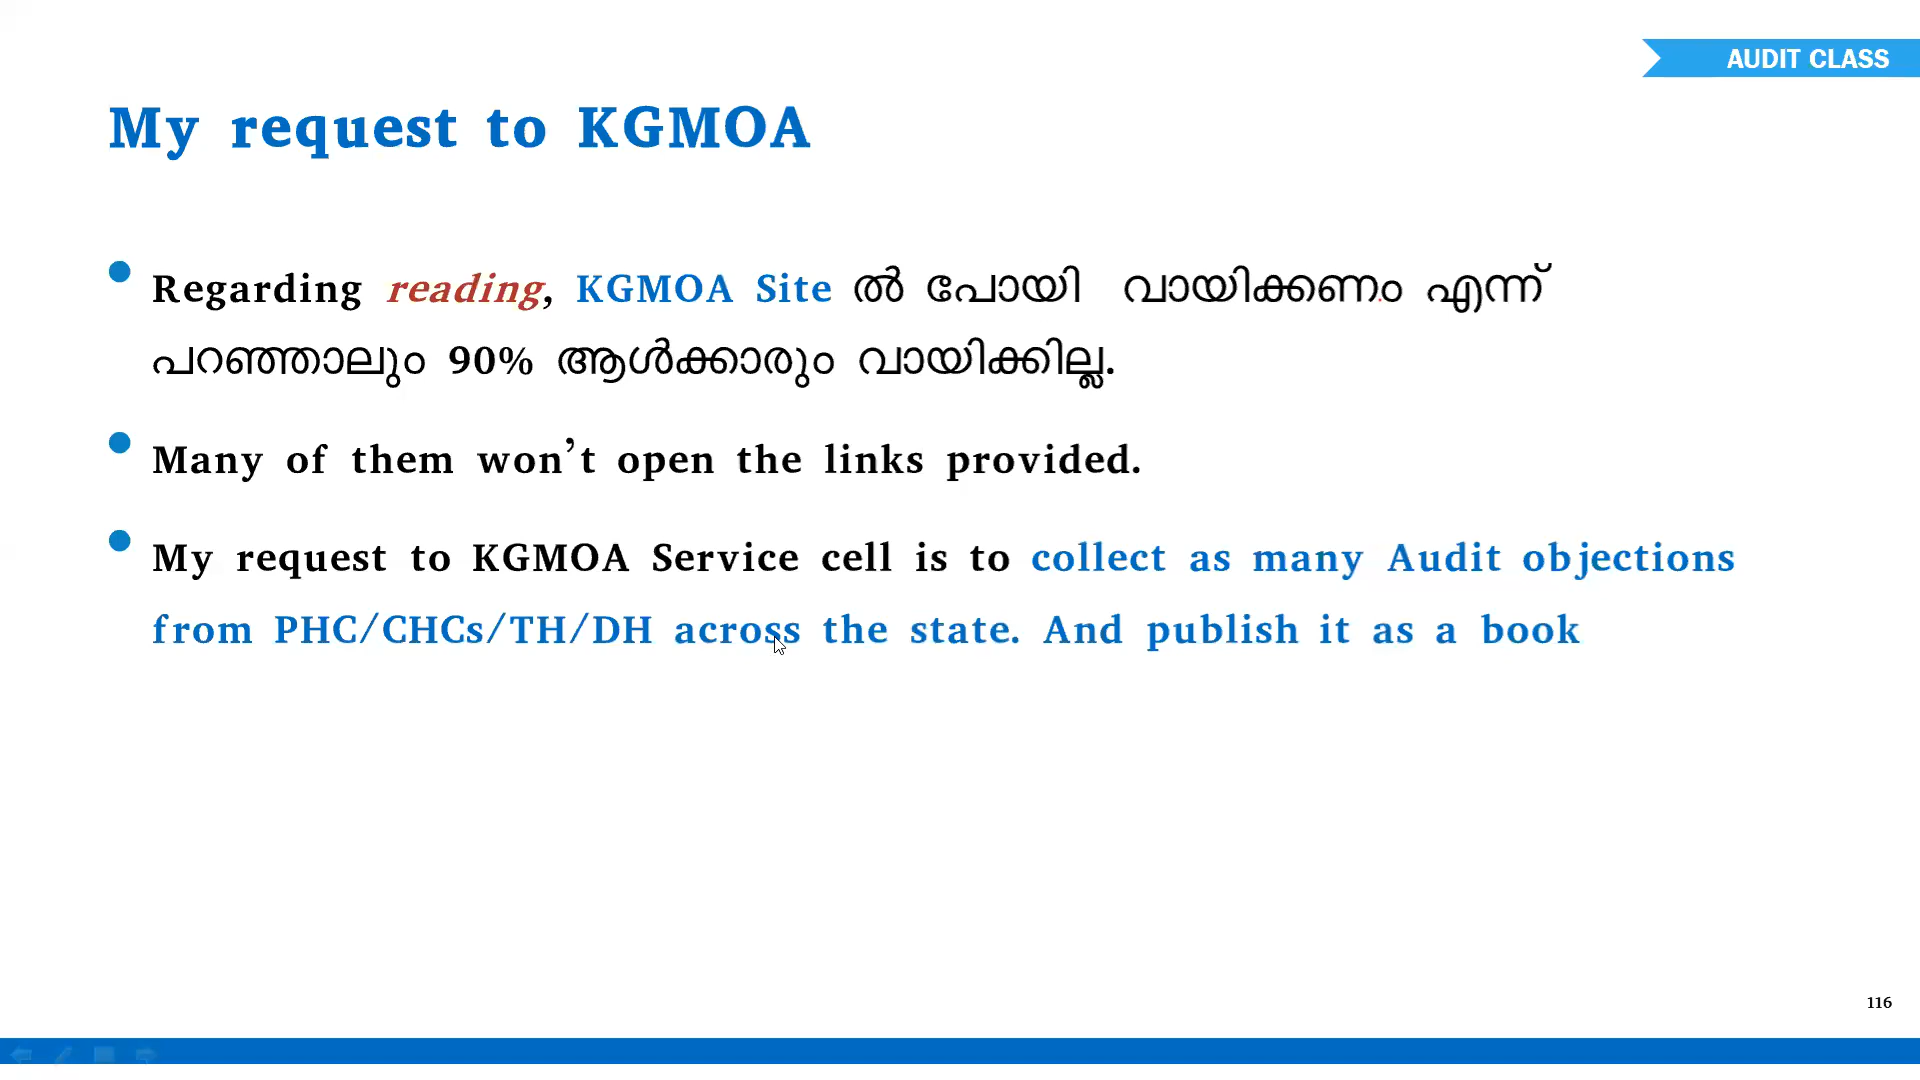 AUDIT CLASS
My request to KGMOA
Regarding reading, KGMOA Site ൽ പോയി വായിക്കണം എന്ന്
പറഞ്ഞാലും 90% ആൾക്കാരും വായിക്കില്ല.
Many of them won’t open the links provided.
My request to KGMOA Service cell is to collect as many Audit objections
from PHC/CHCs/TH/DH across the state. And publish it as a book
116